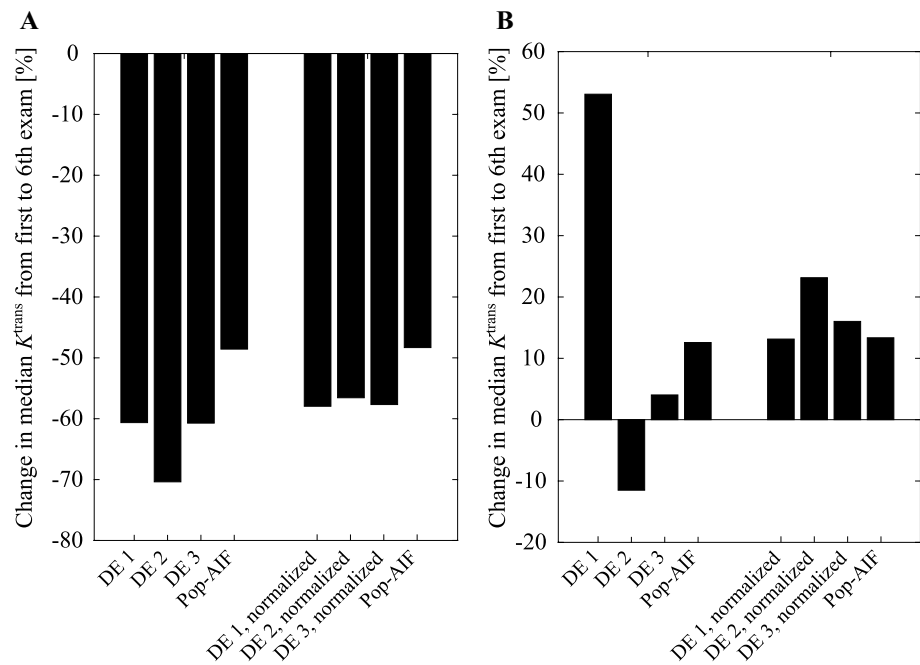 A
Change in median K^trans from first to 6th exam [%]
0
-10
-20
-30
-40
-50
-60
-70
-80
DE 1
DE 2
DE 3
Pop-AIF
DE 1, normalized
DE 2, normalized
DE 3, normalized
Pop-AIF
B
Change in median K^trans from first to 6th exam [%]
60
50
40
30
20
10
0
-10
-20
DE 1
DE 2
DE 3
Pop-AIF
DE 1, normalized
DE 2, normalized
DE 3, normalized
Pop-AIF